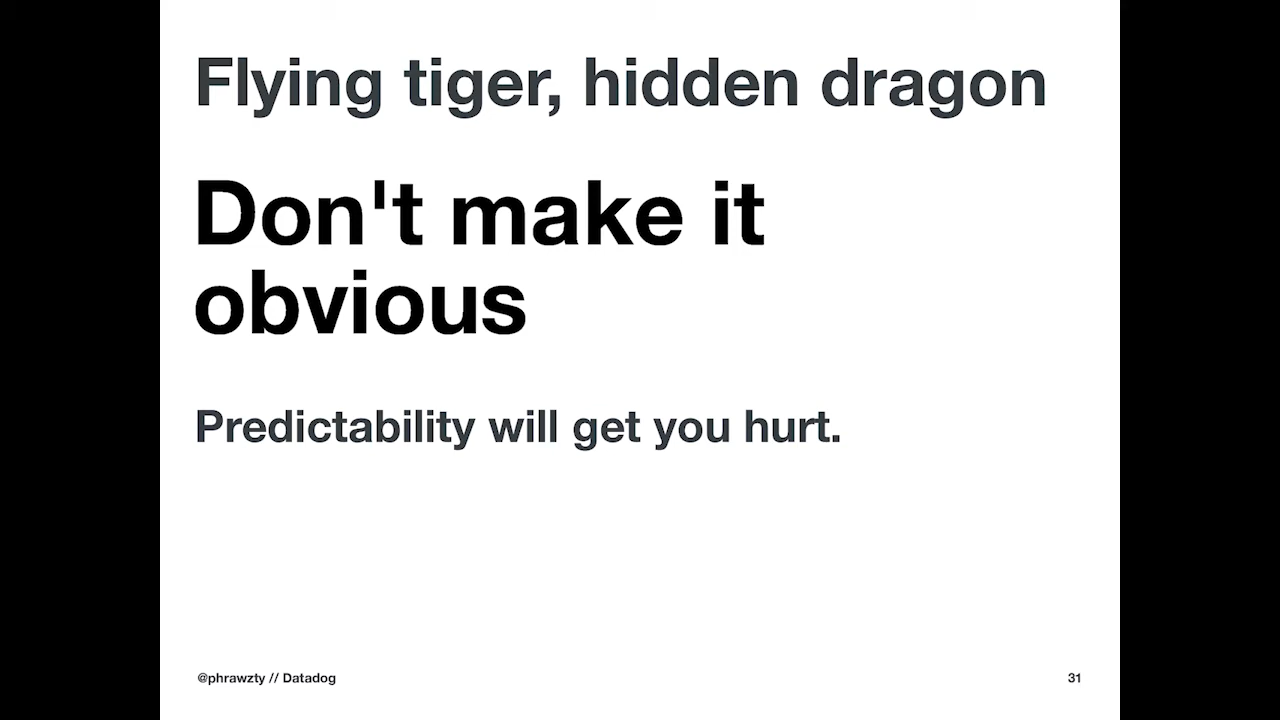 Flying tiger, hidden dragon
Don't make it
obvious
Predictability will get you hurt.
@phrawzty // Datadog
31